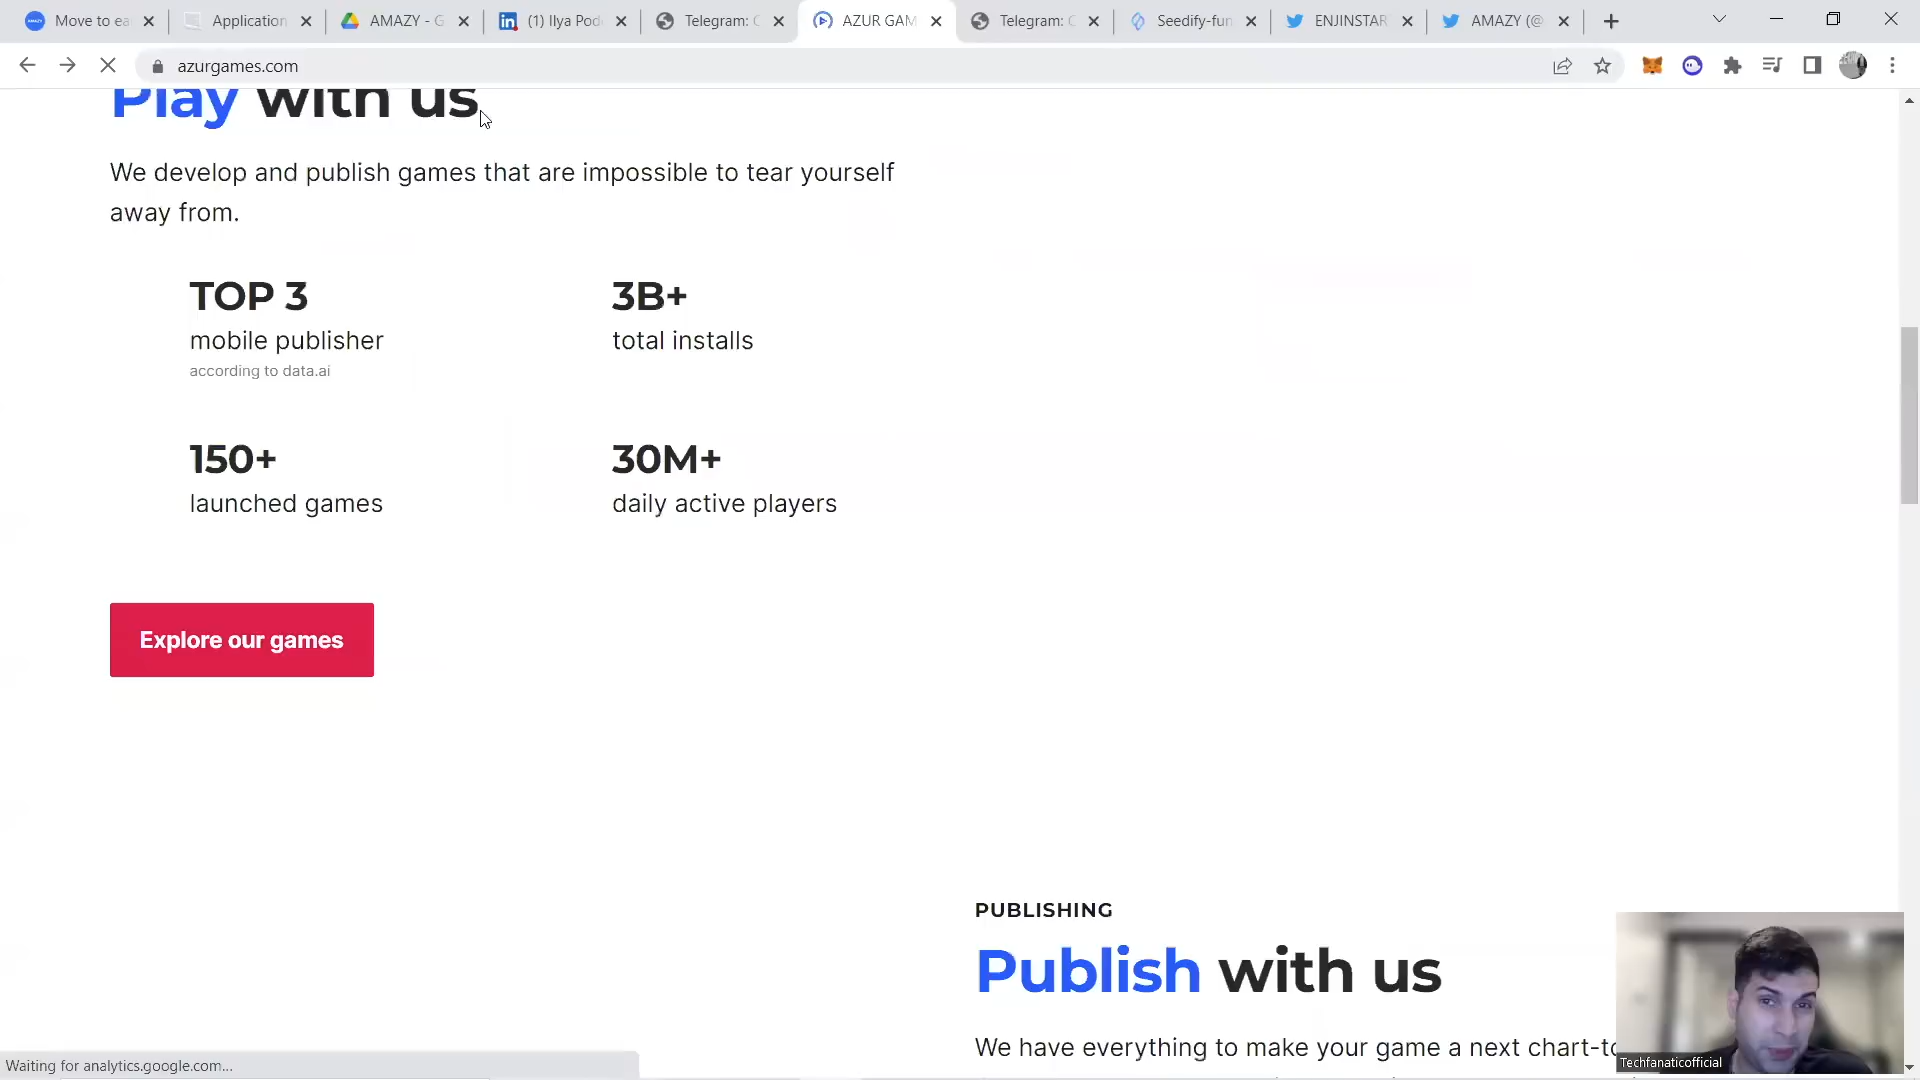 Move to ea
Application
AMAZY - G
(1) Ilya Pod
Telegram: C
AZUR GAM
Telegram: C
Seedify-fun
ENJINSTAR
AMAZY (@
azurgames.com
Play with us
We develop and publish games that are impossible to tear yourself
away from.
TOP 3
mobile publisher
according to data.ai
3B+
total installs
150+
launched games
30M+
daily active players
Explore our games
PUBLISHING
Publish with us
We have everything to make your game a next chart-to
Waiting for analytics.google.com...
Techfanaticofficial